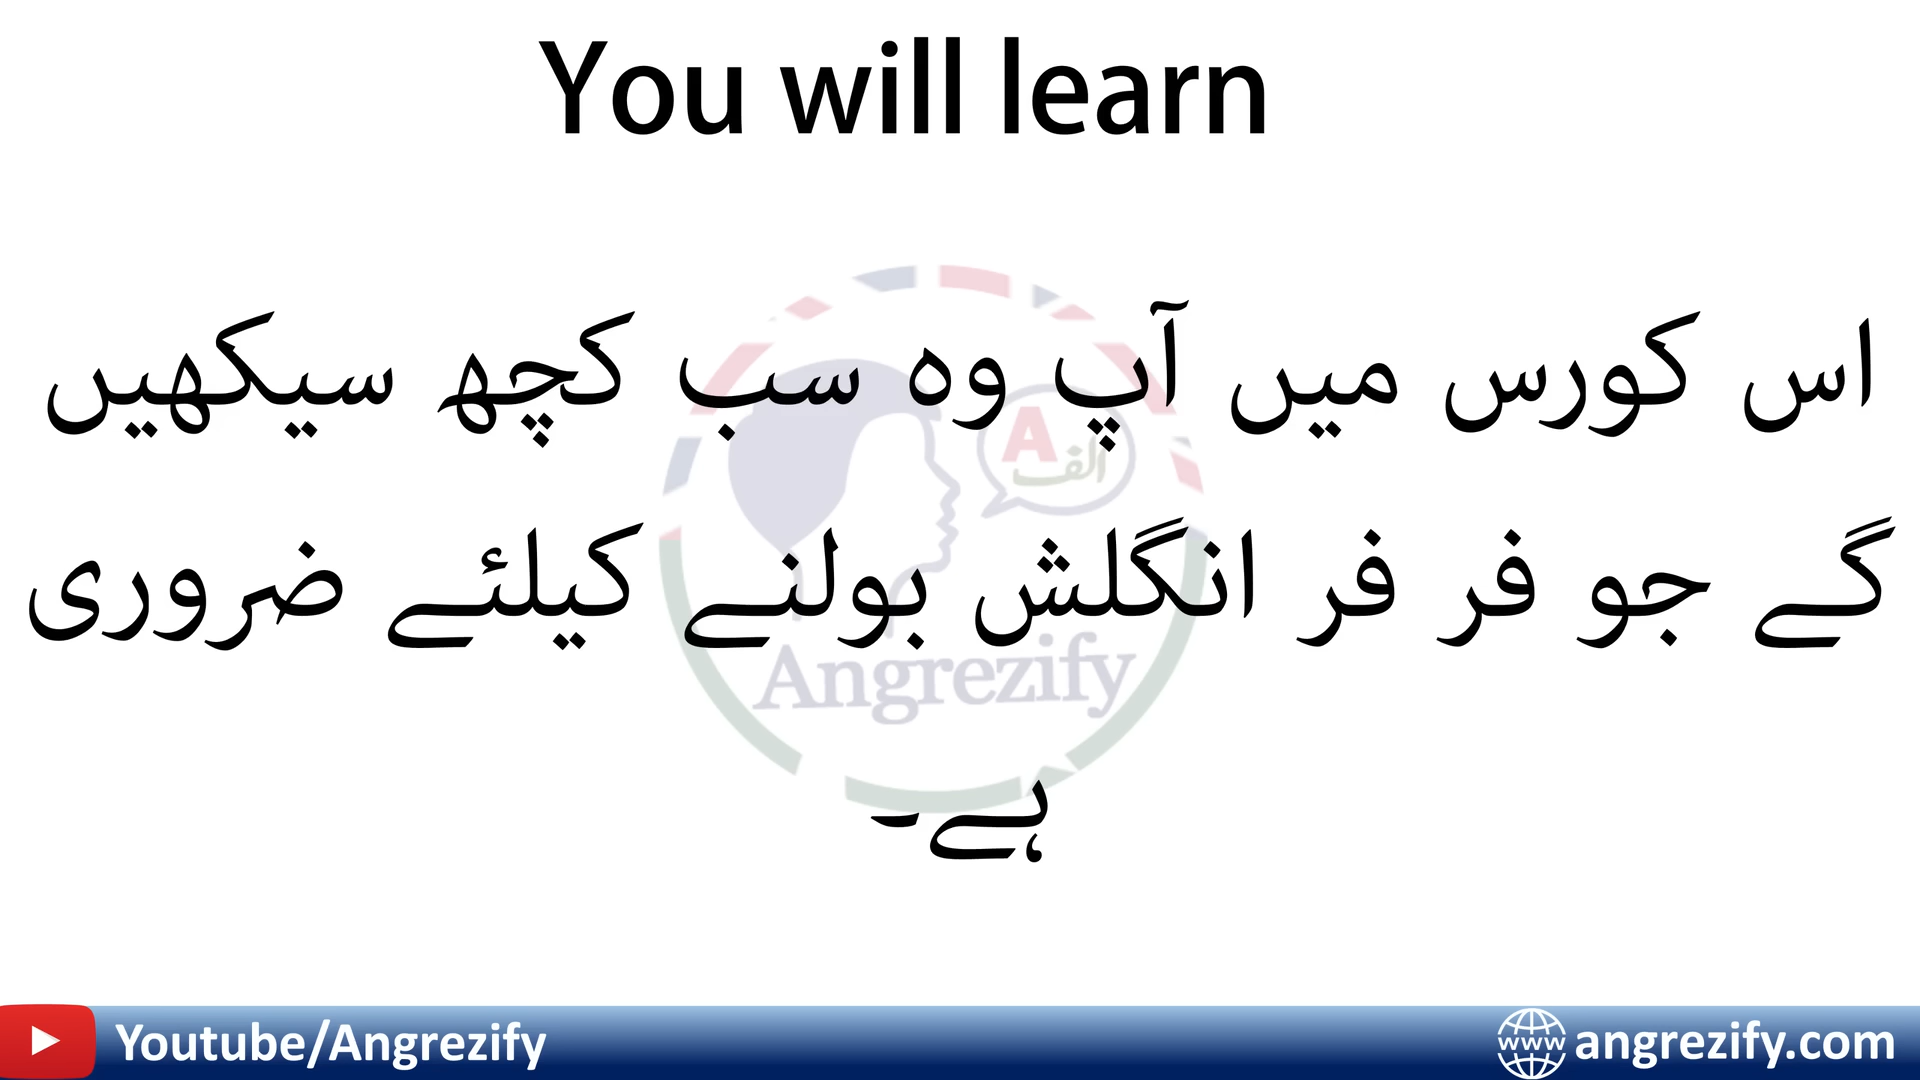 You will learn
اس کورس میں آپ وہ سب کچھ سیکھیں
گے جو فر فر انگلش بولنے کیلئے ضروری
ہے۔
A
الف
Angrezify
Youtube/Angrezify
www angrezify.com